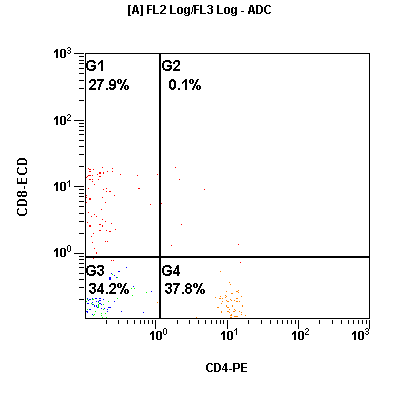 [A] FL2 Log/FL3 Log - ADC
10³
G1
G2
27.9%
0.1%
10²
CD8-ECD
10¹
10⁰
G3
G4
34.2%
37.8%
10⁰
10¹
10²
10³
CD4-PE